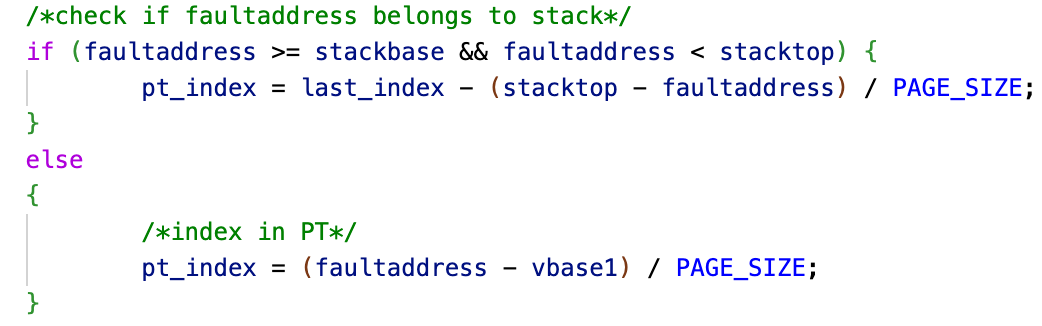 /*check if faultaddress belongs to stack*/
if (faultaddress >= stackbase && faultaddress < stacktop) {
        pt_index = last_index - (stacktop - faultaddress) / PAGE_SIZE;
}
else
{
        /*index in PT*/
        pt_index = (faultaddress - vbase1) / PAGE_SIZE;
}